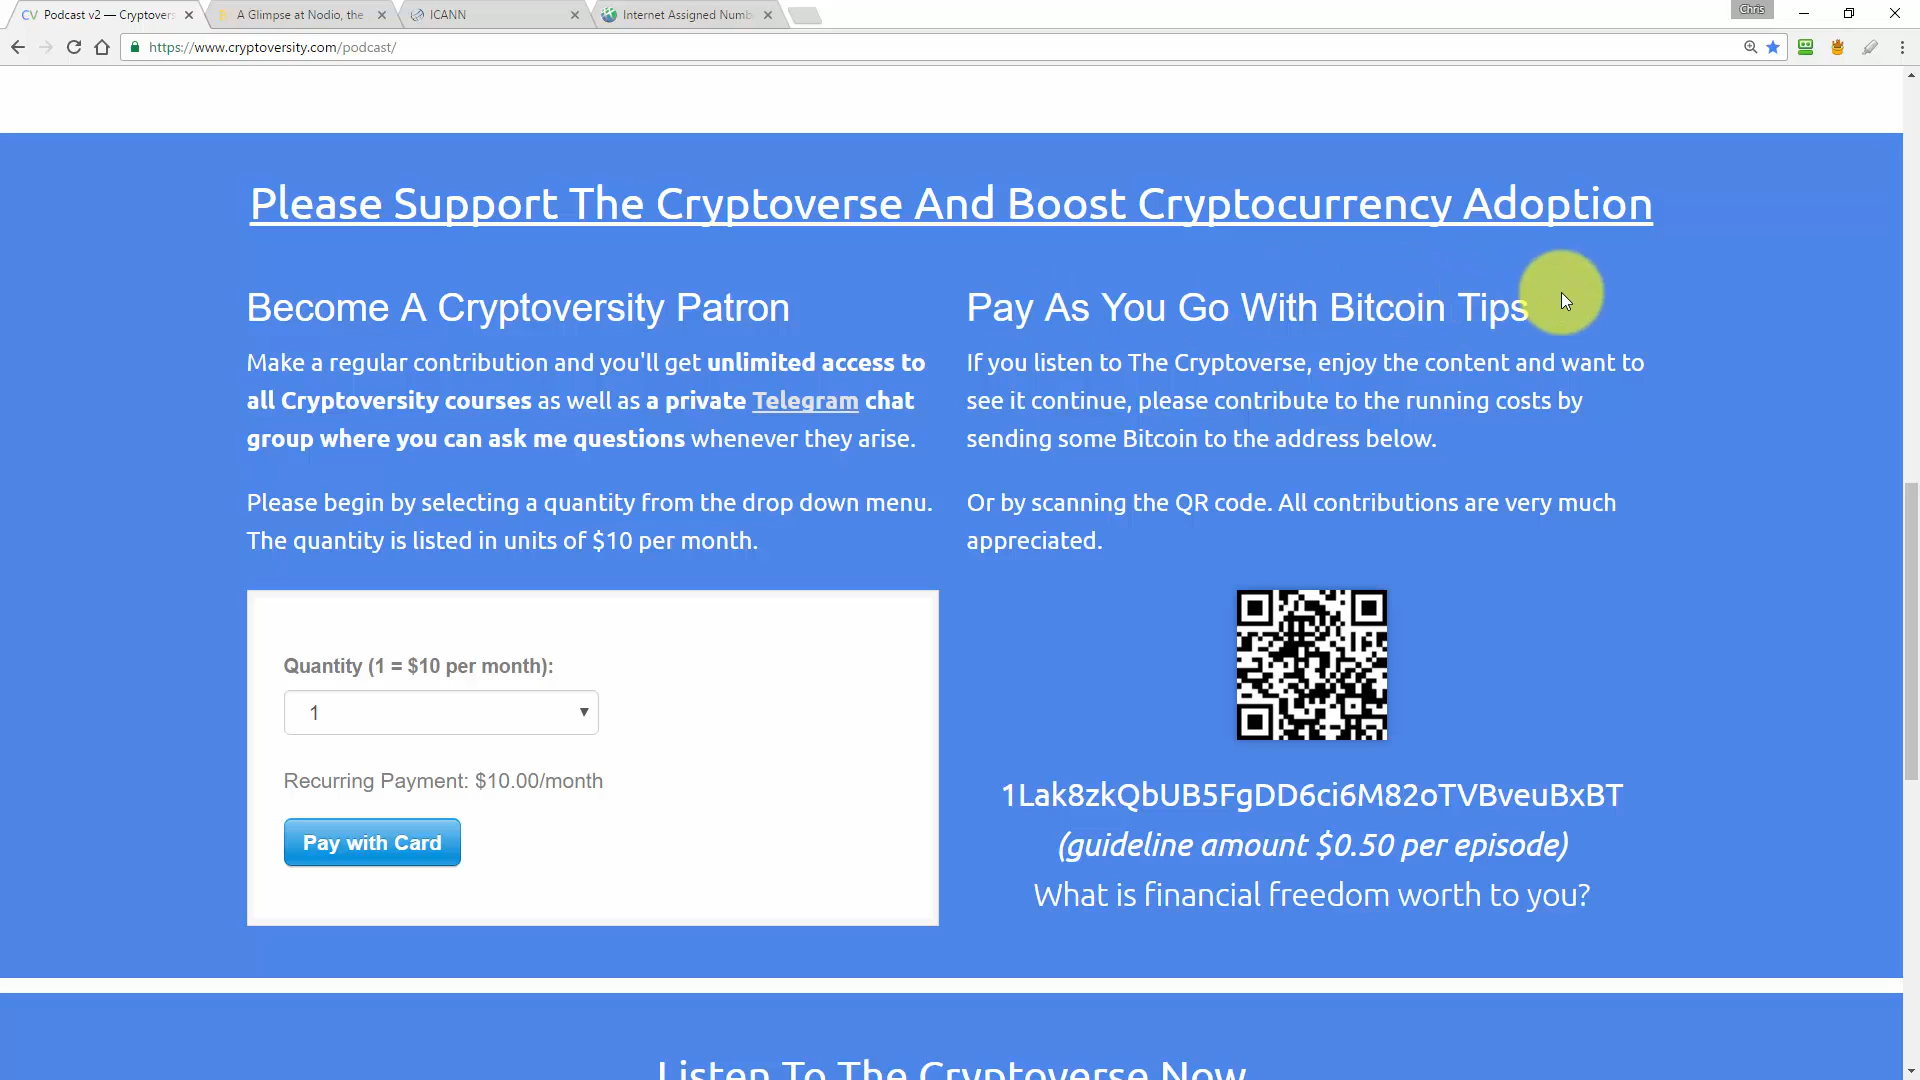 Podcast v2 — Cryptovers
A Glimpse at Nodio, the
ICANN
Internet Assigned Numb
Chris
https://www.cryptoversity.com/podcast/
Please Support The Cryptoverse And Boost Cryptocurrency Adoption
Become A Cryptoversity Patron
Make a regular contribution and you'll get unlimited access to
all Cryptoversity courses as well as a private Telegram chat
group where you can ask me questions whenever they arise.
Please begin by selecting a quantity from the drop down menu.
The quantity is listed in units of $10 per month.
Quantity (1 = $10 per month):
1
Recurring Payment: $10.00/month
Pay with Card
Pay As You Go With Bitcoin Tips
If you listen to The Cryptoverse, enjoy the content and want to
see it continue, please contribute to the running costs by
sending some Bitcoin to the address below.
Or by scanning the QR code. All contributions are very much
appreciated.
1Lak8zkQbUB5FgDD6ci6M82oTVBveuBxBT
(guideline amount $0.50 per episode)
What is financial freedom worth to you?
Listen To The Cryptoverse Now